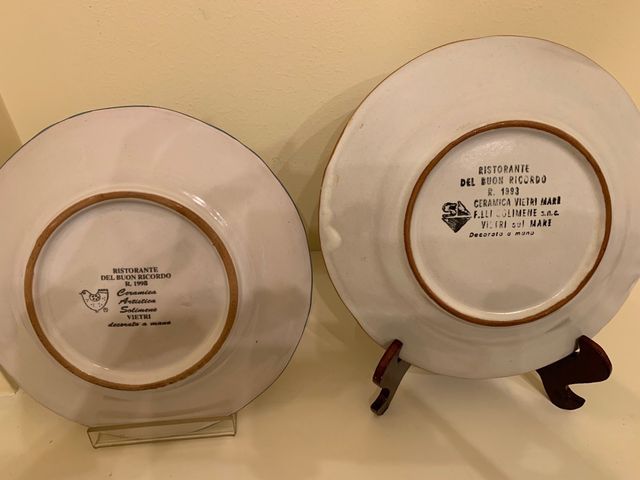 RISTORANTE
DEL BUON RICORDO
R. 1998
Ceramica
Artistica
Solimene
VIETRI
decorato a mano
RISTORANTE
DEL BUON RICORDO
R. 1993
CERAMICA VIETRI MARE
F.LLI SOLIMENE s.n.c.
VIETRI sul MARE
Decorato a mano